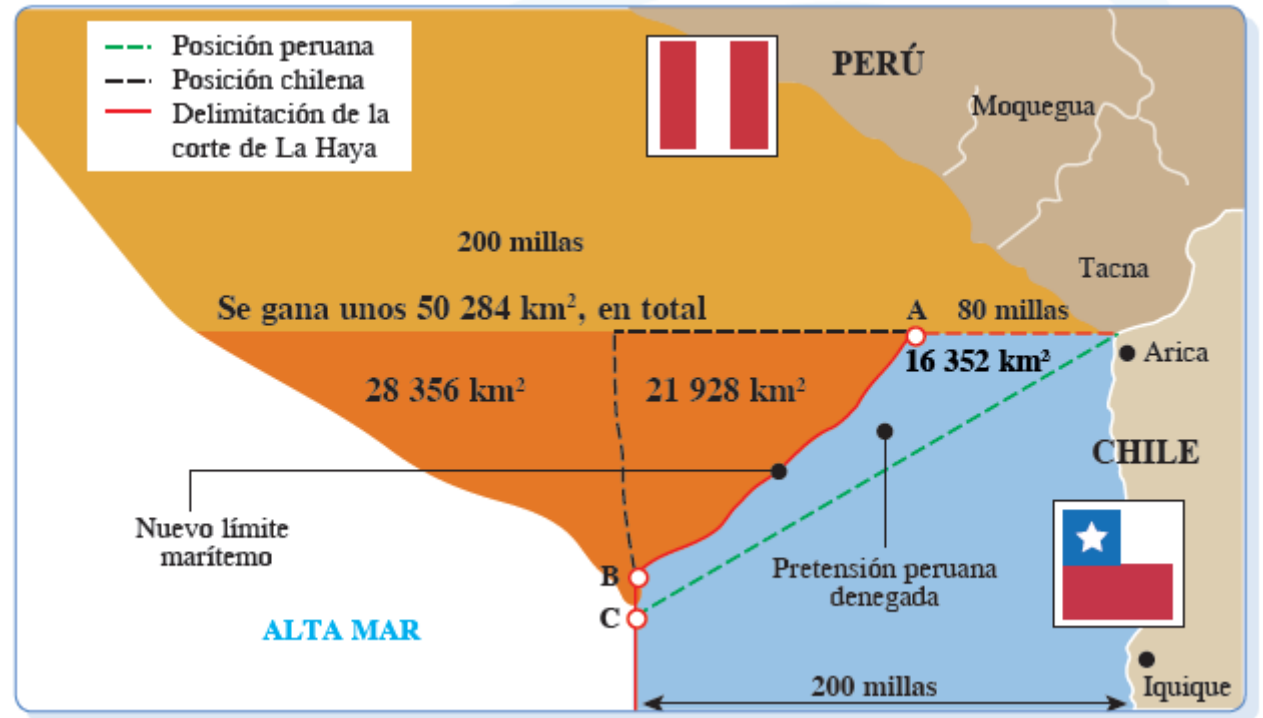 Posición peruana
Posición chilena
Delimitación de la
corte de La Haya
PERÚ
Moquegua
200 millas
Tacna
Se gana unos 50 284 km², en total
A
80 millas
16 352 km²
Arica
28 356 km²
21 928 km²
CHILE
Nuevo límite
marítemo
B
Pretensión peruana
denegada
C
ALTA MAR
200 millas
Iquique